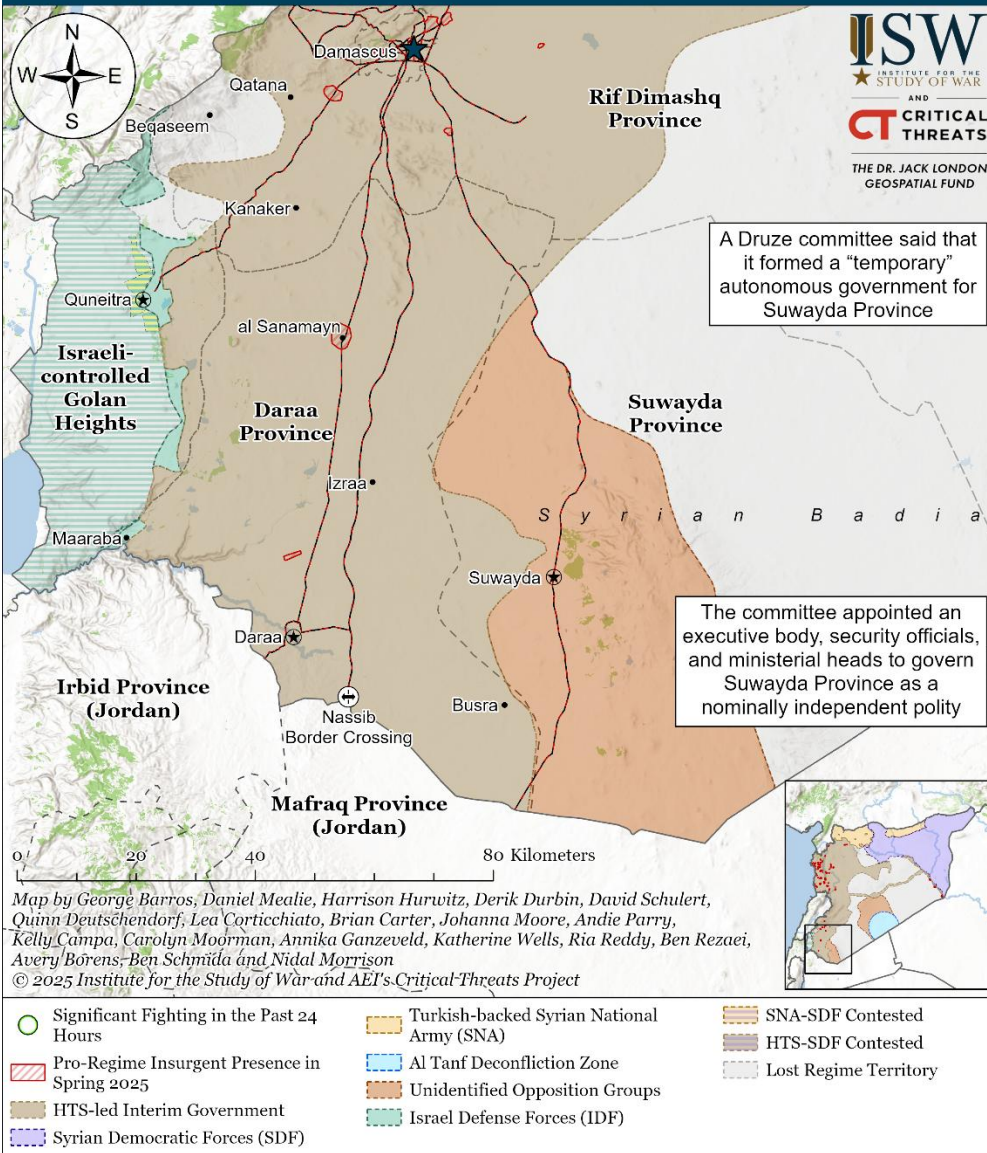 N
W
E
S
ISW
INSTITUTE FOR THE
STUDY OF WAR
AND
CT CRITICAL
THREATS
THE DR. JACK LONDON
GEOSPATIAL FUND
Damascus
Qatana
Beqaseem
Rif Dimashq
Province
Kanaker
A Druze committee said that
it formed a “temporary”
autonomous government for
Suwayda Province
Quneitra
al Sanamayn
Israeli-
controlled
Golan
Heights
Daraa
Province
Suwayda
Province
Izraa
Syrian Badia
Maaraba
Suwayda
The committee appointed an
executive body, security officials,
and ministerial heads to govern
Suwayda Province as a
nominally independent polity
Daraa
Irbid Province
(Jordan)
Nassib
Border Crossing
Busra
Mafraq Province
(Jordan)
0 20 40 80 Kilometers
Map by George Barros, Daniel Mealie, Harrison Hurwitz, Derik Durbin, David Schulert,
Quinn Deutschendorf, Lea Corticchiato, Brian Carter, Johanna Moore, Andie Parry,
Kelly Campa, Carolyn Moorman, Annika Ganzeveld, Katherine Wells, Ria Reddy, Ben Rezaei,
Avery Borens, Ben Schmida and Nidal Morrison
© 2025 Institute for the Study of War and AEI's Critical Threats Project
Significant Fighting in the Past 24
Hours
Pro-Regime Insurgent Presence in
Spring 2025
HTS-led Interim Government
Syrian Democratic Forces (SDF)
Turkish-backed Syrian National
Army (SNA)
Al Tanf Deconfliction Zone
Unidentified Opposition Groups
Israel Defense Forces (IDF)
SNA-SDF Contested
HTS-SDF Contested
Lost Regime Territory